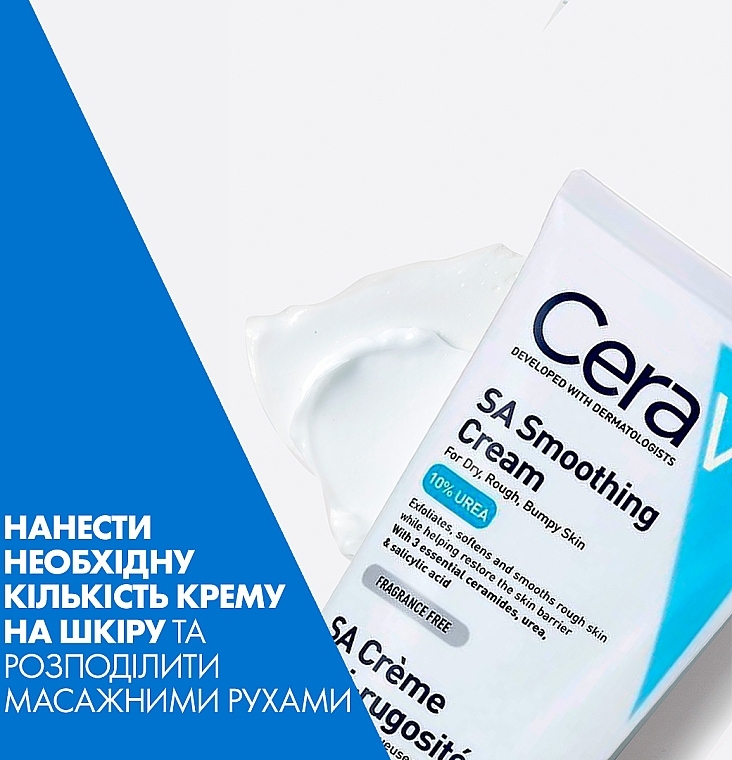 НАНЕСТИ
НЕОБХІДНУ
КІЛЬКІСТЬ КРЕМУ
НА ШКІРУ ТА
РОЗПОДІЛИТИ
МАСАЖНИМИ РУХАМИ
CeraV
DEVELOPED WITH DERMATOLOGISTS
SA Smoothing
Cream
For Dry, Rough, Bumpy Skin
10% UREA
Exfoliates, softens and smooths rough skin
while helping restore the skin barrier
With 3 essential ceramides, urea,
& salicylic acid
FRAGRANCE FREE
SA Crème
irugosité